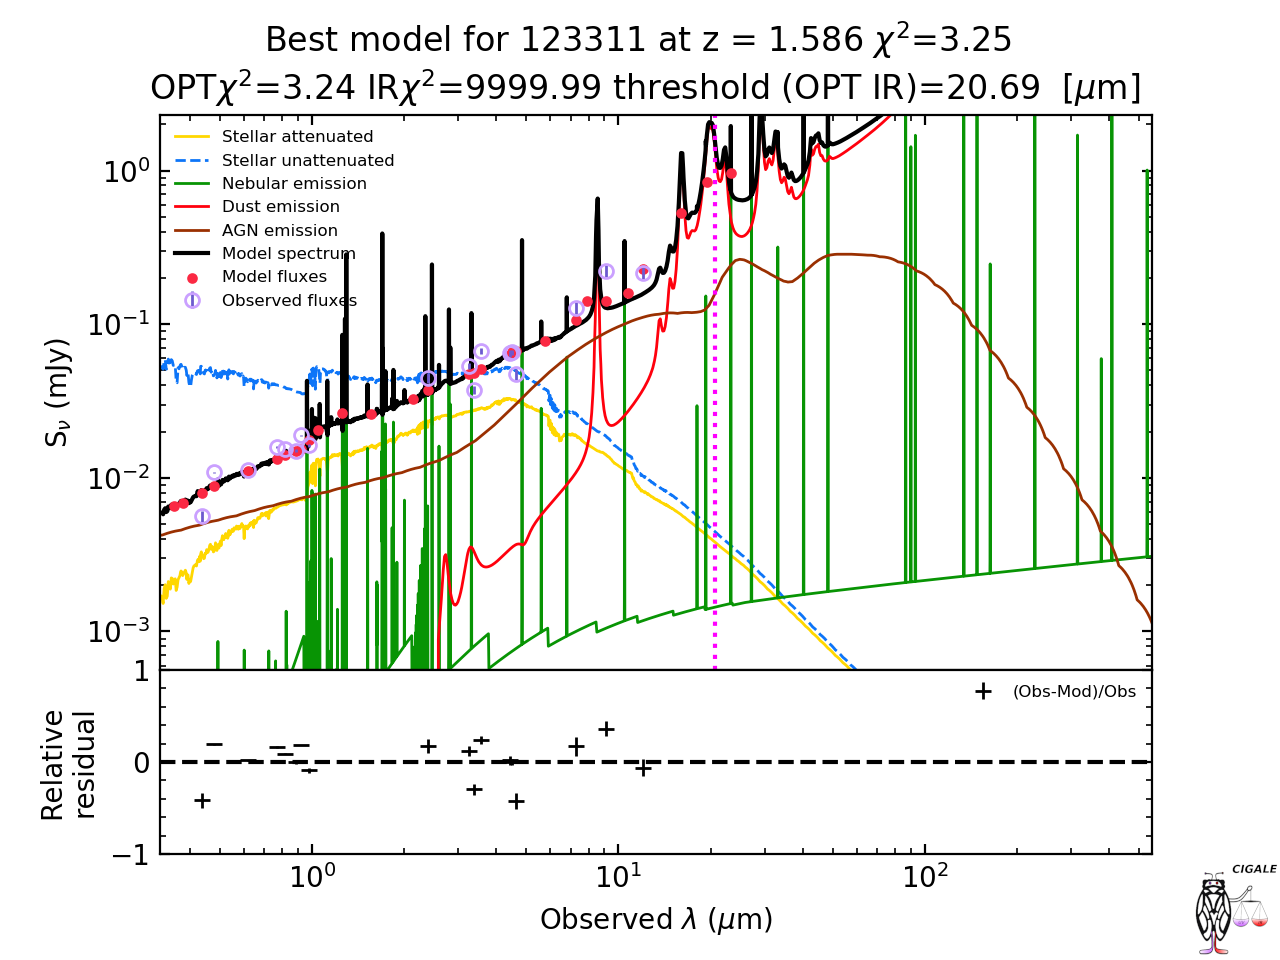 Best model for 123311 at z = 1.586 χ²=3.25
OPTχ²=3.24 IRχ²=9999.99 threshold (OPT IR)=20.69 [μm]
Stellar attenuated
Stellar unattenuated
Nebular emission
Dust emission
AGN emission
Model spectrum
Model fluxes
Observed fluxes
10⁰
10⁻¹
10⁻²
10⁻³
Sᵥ (mJy)
1
0
−1
Relative
residual
(Obs-Mod)/Obs
10⁰
10¹
10²
Observed λ (μm)
CIGALE